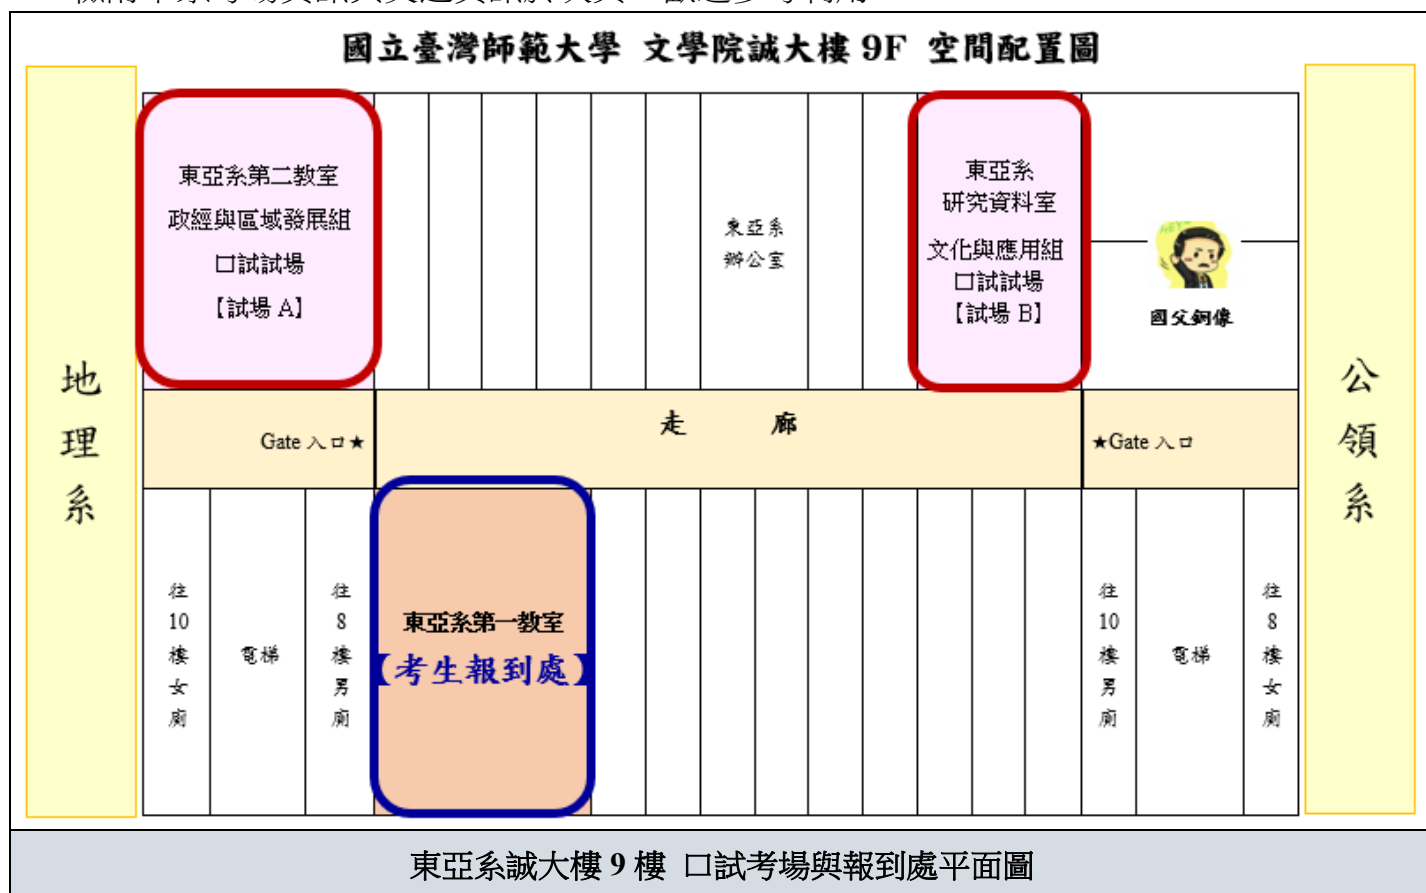 國立臺灣師範大學 文學院誠大樓 9F 空間配置圖
地理系
東亞系第二教室
政經與區域發展組
口試試場
【試場 A】
東亞系
辦公室
東亞系
研究資料室
文化與應用組
口試試場
【試場 B】
國父銅像
公領系
Gate 入口★
走 廊
★Gate 入口
往
10
樓
女
廁
電梯
往
8
樓
男
廁
東亞系第一教室
【考生報到處】
往
10
樓
男
廁
電梯
往
8
樓
女
廁
東亞系誠大樓 9 樓 口試考場與報到處平面圖